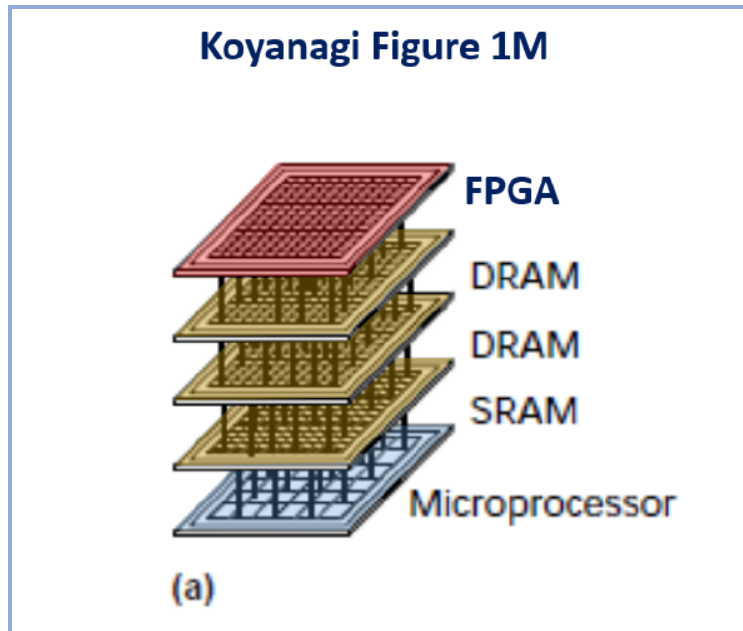 Koyanagi Figure 1M
FPGA
DRAM
DRAM
SRAM
Microprocessor
(a)